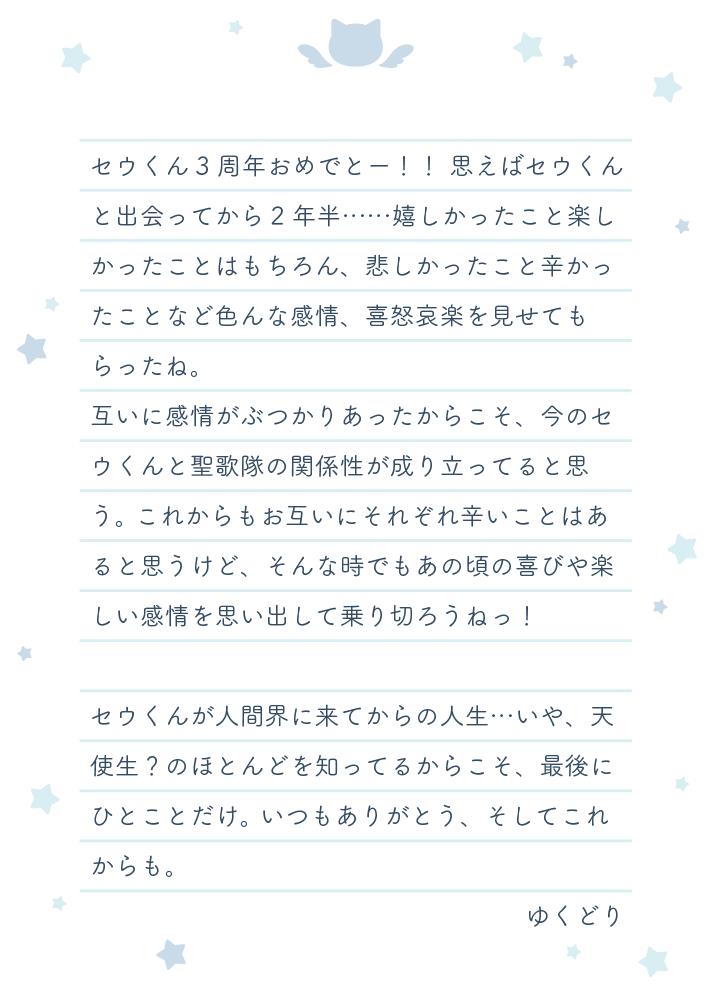 セウくん３周年おめでとー！！ 思えばセウくん
と出会ってから２年半……嬉しかったこと楽し
かったことはもちろん、悲しかったこと辛かっ
たことなど色んな感情、喜怒哀楽を見せても
らったね。
互いに感情がぶつかりあったからこそ、今のセ
ウくんと聖歌隊の関係性が成り立ってると思
う。これからもお互いにそれぞれ辛いことはあ
ると思うけど、そんな時でもあの頃の喜びや楽
しい感情を思い出して乗り切ろうねっ！
セウくんが人間界に来てからの人生…いや、天
使生？のほとんどを知ってるからこそ、最後に
ひとことだけ。いつもありがとう、そしてこれ
からも。
ゆくどり